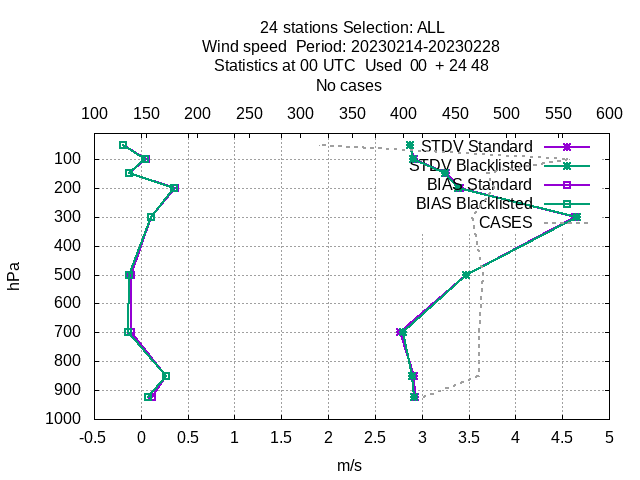 24 stations Selection: ALL
Wind speed  Period: 20230214-20230228
Statistics at 00 UTC  Used  00  + 24 48
No cases
100 150 200 250 300 350 400 450 500 550 600
STDV Standard
STDV Blacklisted
BIAS Standard
BIAS Blacklisted
CASES
hPa
100
200
300
400
500
600
700
800
900
1000
-0.5 0 0.5 1 1.5 2 2.5 3 3.5 4 4.5 5
m/s